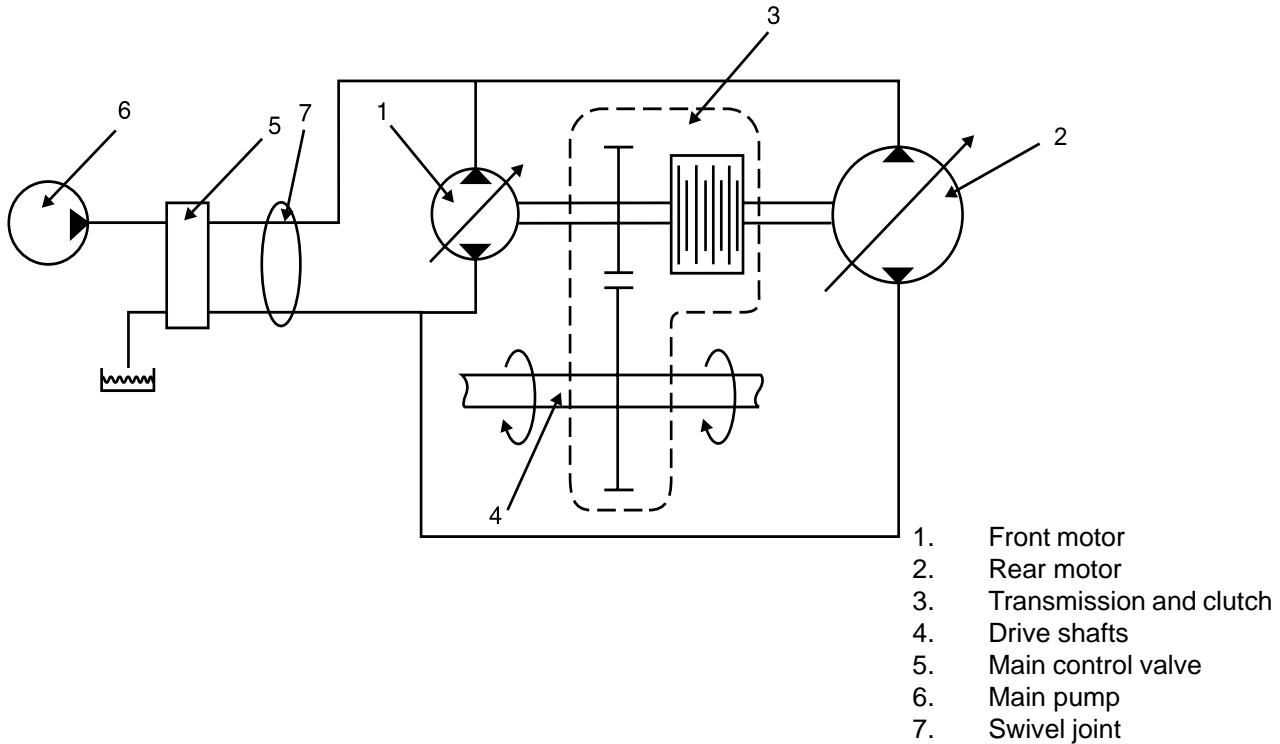 3
6
7
5
1
2
4
1. Front motor
2. Rear motor
3. Transmission and clutch
4. Drive shafts
5. Main control valve
6. Main pump
7. Swivel joint